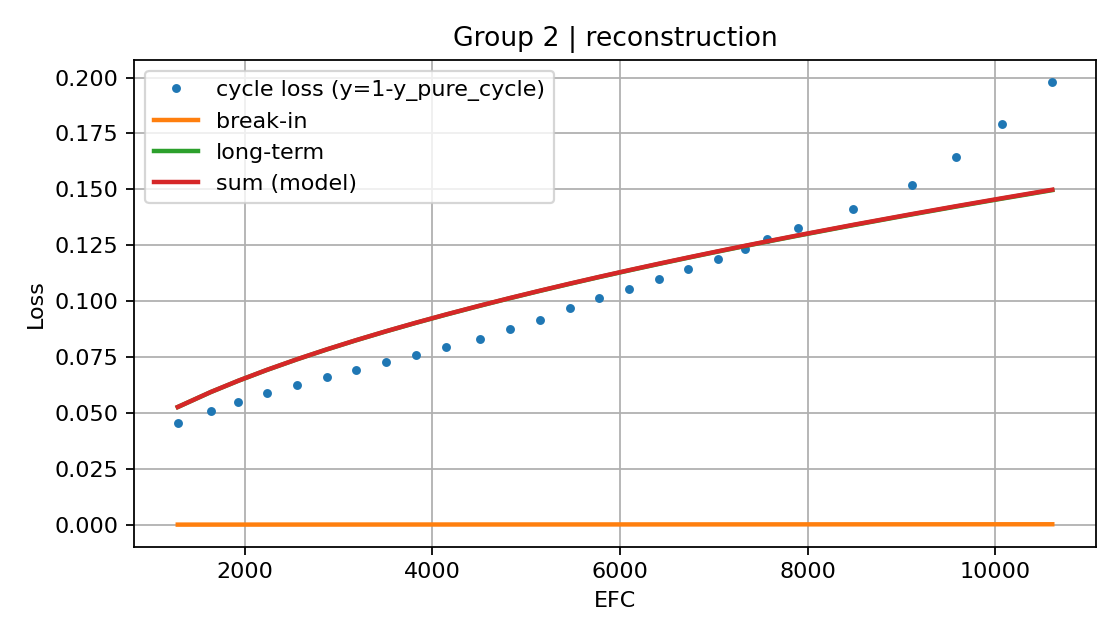 Group 2 | reconstruction
0.200
0.175
0.150
0.125
0.100
0.075
0.050
0.025
0.000
Loss
cycle loss (y=1-y_pure_cycle)
break-in
long-term
sum (model)
2000 4000 6000 8000 10000
EFC